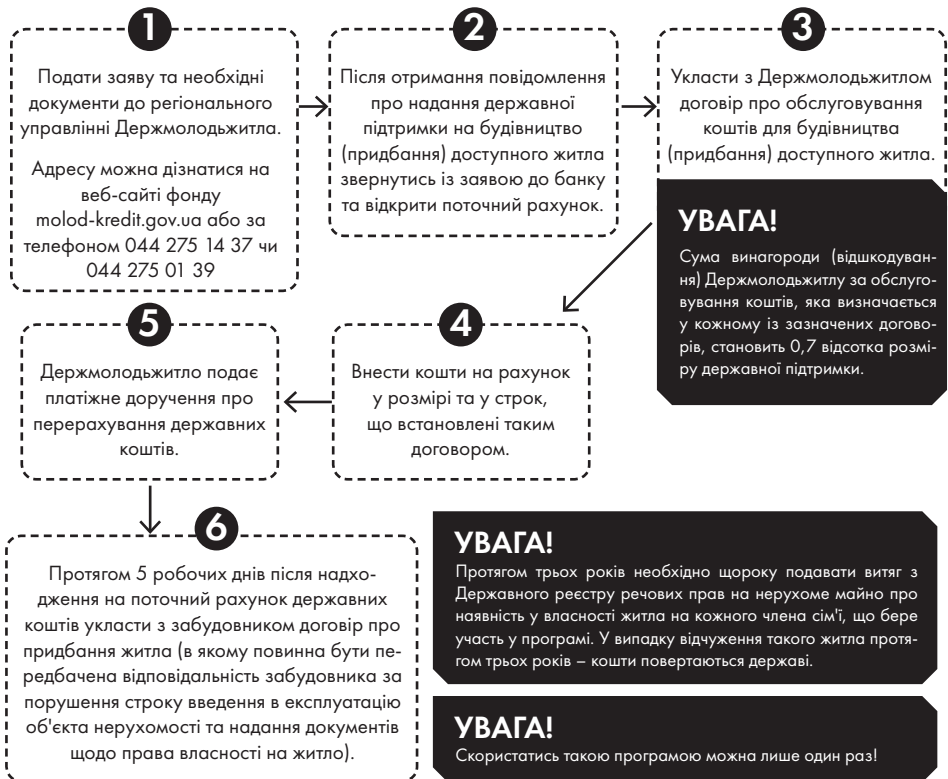 1
Подати заяву та необхідні
документи до регіонального
управлінні Держмолодьжитла.
Адресу можна дізнатися на
веб-сайті фонду
molod-kredit.gov.ua або за
телефоном 044 275 14 37 чи
044 275 01 39
2
Після отримання повідомлення
про надання державної
підтримки на будівництво
(придбання) доступного житла
звернутись із заявою до банку
та відкрити поточний рахунок.
3
Укласти з Держмолодьжитлом
договір про обслуговування
коштів для будівництва
(придбання) доступного житла.
УВАГА!
Сума винагороди (відшкодуван-
ня) Держмолодьжитлу за обслуго-
вування коштів, яка визначається
у кожному із зазначених догово-
рів, становить 0,7 відсотка розмі-
ру державної підтримки.
4
Внести кошти на рахунок
у розмірі та у строк,
що встановлені таким
договором.
5
Держмолодьжитло подає
платіжне доручення про
перерахування державних
коштів.
6
Протягом 5 робочих днів після надхо-
дження на поточний рахунок державних
коштів укласти з забудовником договір про
придбання житла (в якому повинна бути пе-
редбачена відповідальність забудовника за
порушення строку введення в експлуатацію
об'єкта нерухомості та надання документів
щодо права власності на житло).
УВАГА!
Протягом трьох років необхідно щороку подавати витяг з
Державного реєстру речових прав на нерухоме майно про
наявність у власності житла на кожного члена сім'ї, що бере
участь у програмі. У випадку відчуження такого житла протя-
гом трьох років – кошти повертаються державі.
УВАГА!
Скористатись такою програмою можна лише один раз!